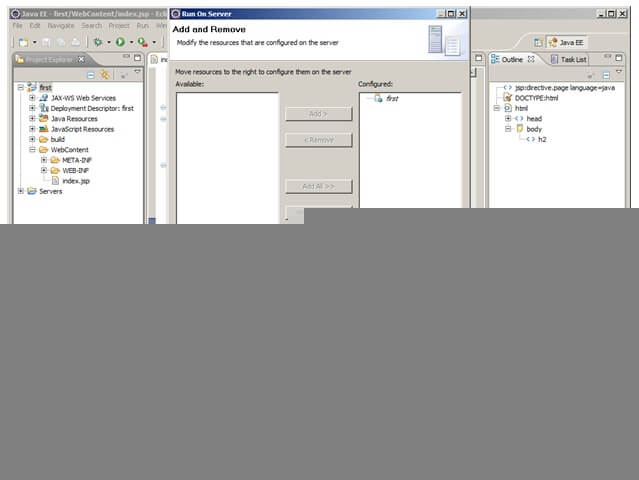 Java EE - first/WebContent/index.jsp - Ecl
Run On Server
File Edit Navigate Search Project Run Win
Add and Remove
Modify the resources that are configured on the server
Java EE
Project Explorer
Outline
Task List
Move resources to the right to configure them on the server
Available:
Configured:
first
JAX-WS Web Services
Deployment Descriptor: first
Java Resources
JavaScript Resources
build
WebContent
META-INF
WEB-INF
index.jsp
Servers
Add >
< Remove
Add All >>
first
jsp:directive.page language=java
DOCTYPE:html
html
head
body
h2